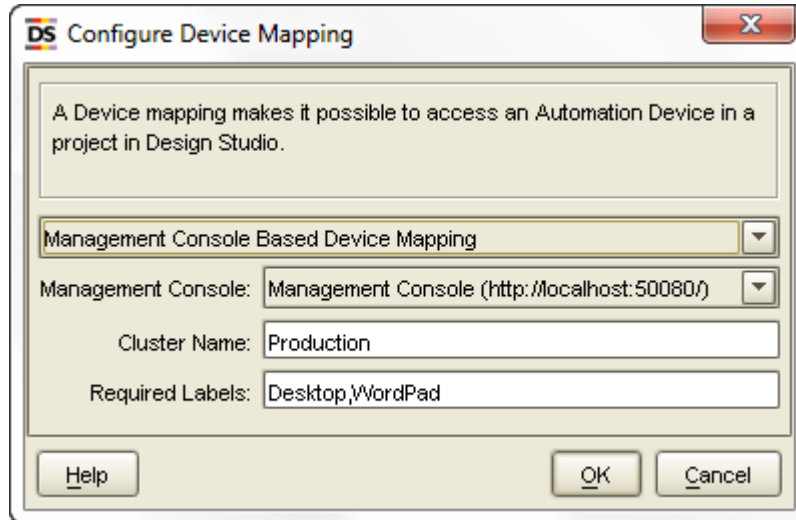 DS Configure Device Mapping
A Device mapping makes it possible to access an Automation Device in a
project in Design Studio.
Management Console Based Device Mapping
Management Console: Management Console (http://localhost:50080/)
Cluster Name: Production
Required Labels: Desktop,WordPad
Help OK Cancel